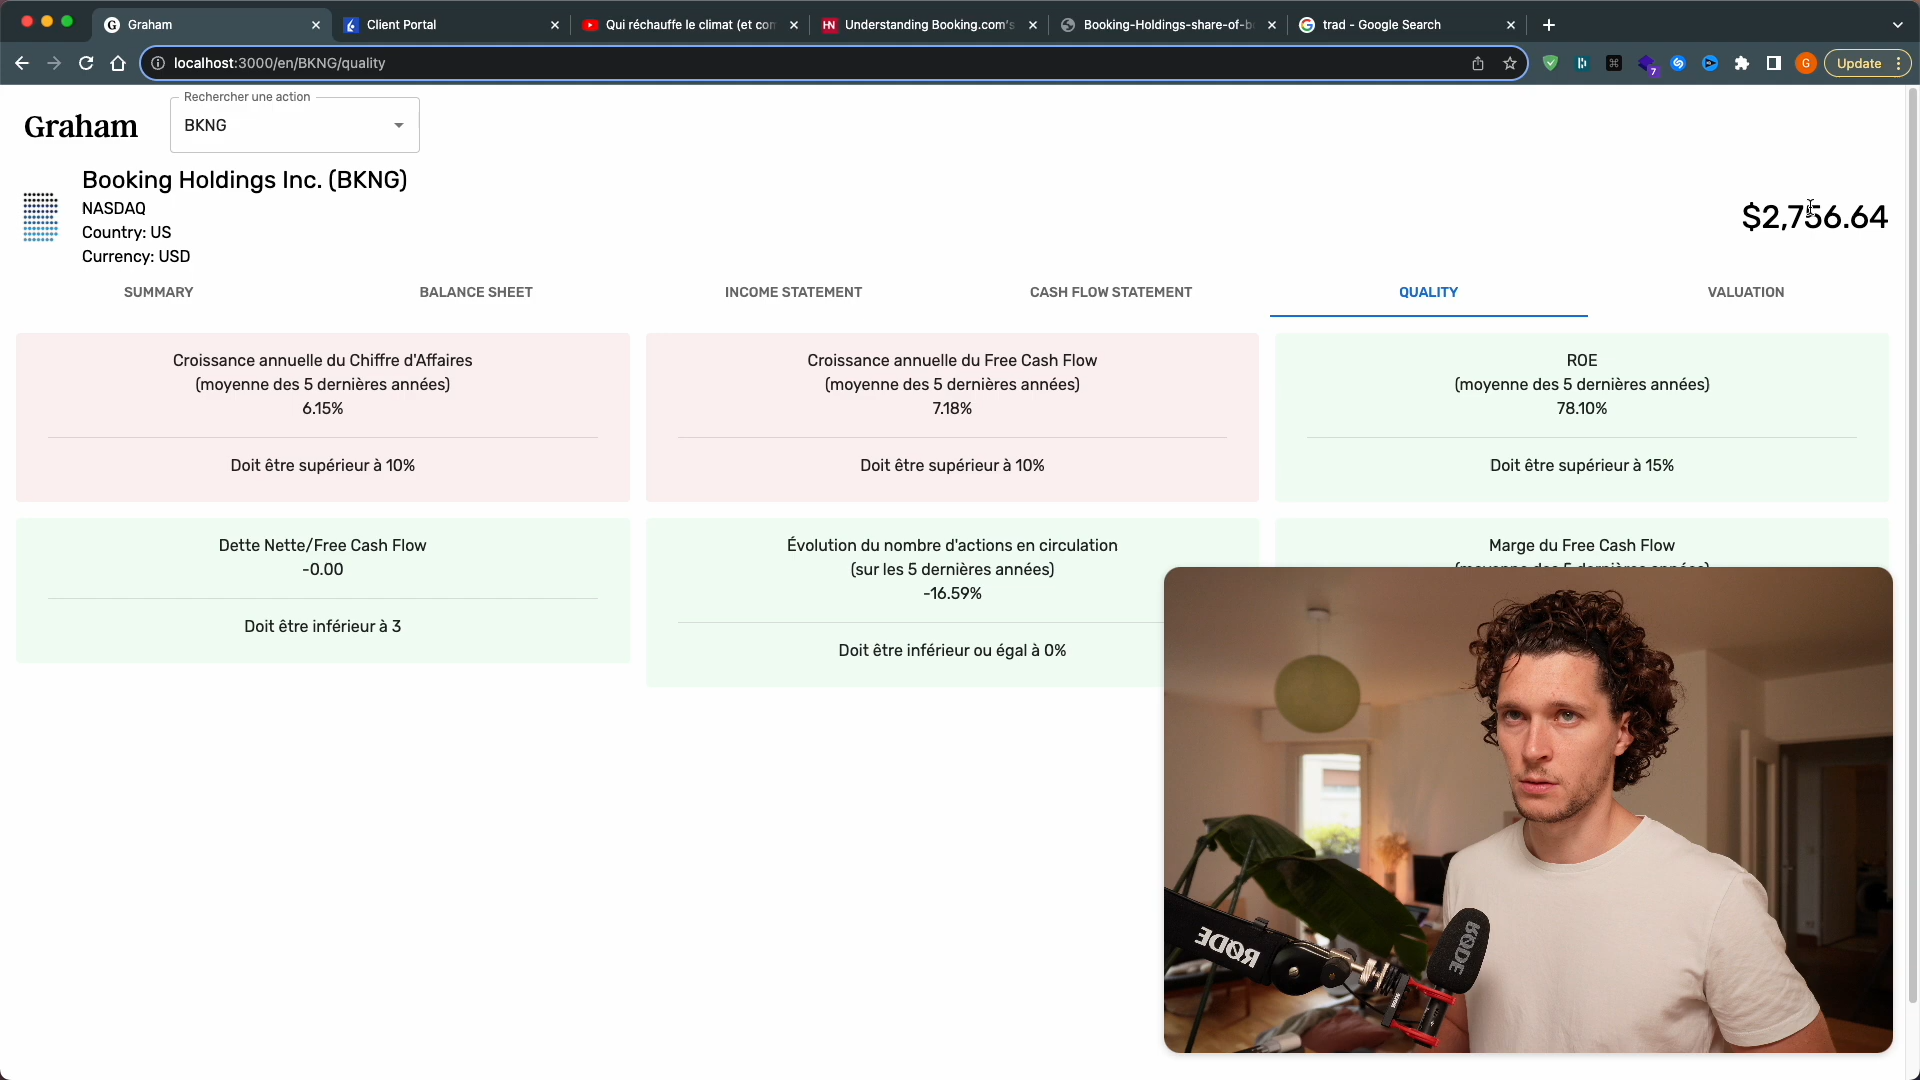 Graham
Client Portal
Qui réchauffe le climat (et con
Understanding Booking.com's
Booking-Holdings-share-of-b
trad - Google Search
localhost:3000/en/BKNG/quality
7
G
Update
Graham
Rechercher une action
BKNG
Booking Holdings Inc. (BKNG)
NASDAQ
Country: US
Currency: USD
$2,756.64
SUMMARY
BALANCE SHEET
INCOME STATEMENT
CASH FLOW STATEMENT
QUALITY
VALUATION
Croissance annuelle du Chiffre d'Affaires
(moyenne des 5 dernières années)
6.15%
Doit être supérieur à 10%
Croissance annuelle du Free Cash Flow
(moyenne des 5 dernières années)
7.18%
Doit être supérieur à 10%
ROE
(moyenne des 5 dernières années)
78.10%
Doit être supérieur à 15%
Dette Nette/Free Cash Flow
-0.00
Doit être inférieur à 3
Évolution du nombre d'actions en circulation
(sur les 5 dernières années)
-16.59%
Doit être inférieur ou égal à 0%
Marge du Free Cash Flow
(moyenne des 5 dernières années)
RØDE
RØDE